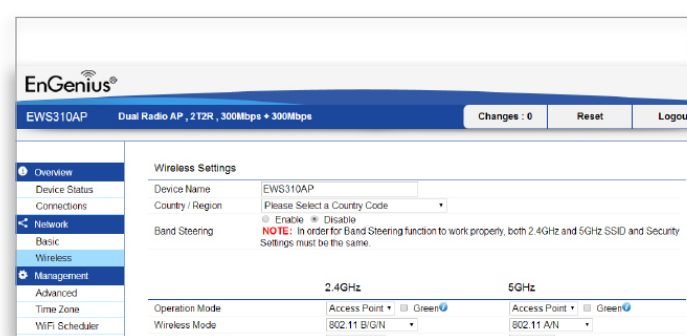 EnGenius®
EWS310AP Dual Radio AP , 2T2R , 300Mbps + 300Mbps Changes : 0 Reset
Overview
Device Status
Connections
Network
Basic
Wireless
Management
Advanced
Time Zone
WiFi Scheduler
Wireless Settings
Device Name EWS310AP
Country / Region Please Select a Country Code
Band Steering Enable Disable
NOTE: In order for Band Steering function to work properly, both 2.4GHz and 5GHz SSID and Security
Settings must be the same.
2.4GHz 5GHz
Operation Mode Access Point Green Access Point Green
Wireless Mode 802.11 B/G/N 802.11 A/N